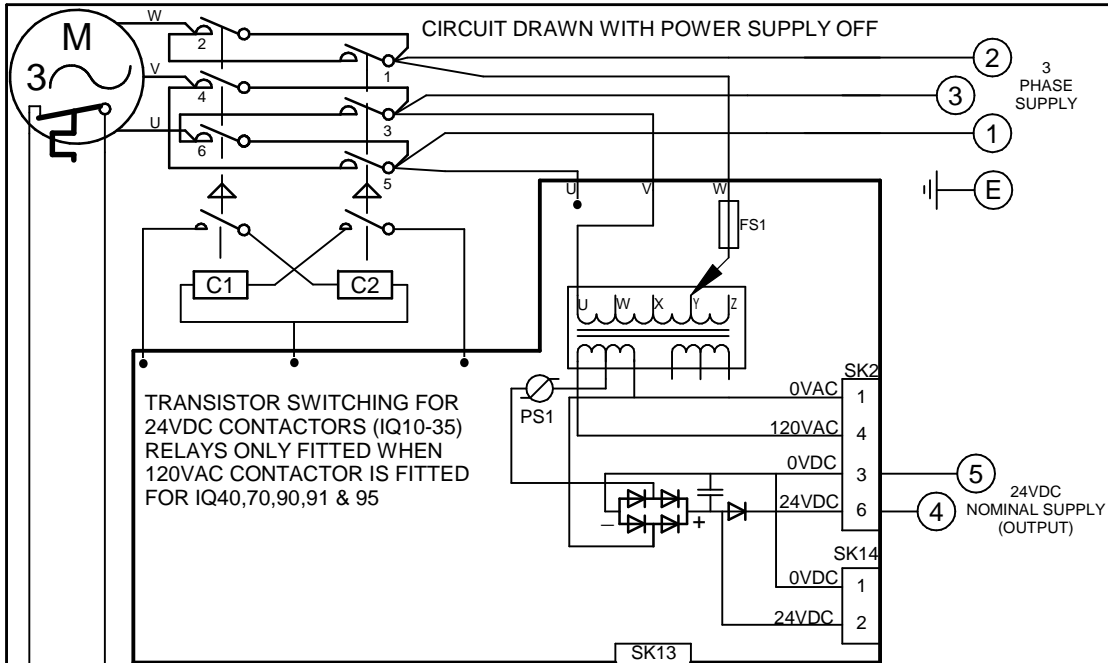 CIRCUIT DRAWN WITH POWER SUPPLY OFF
W
M
3
2
1
2
3
PHASE
SUPPLY
V
4
3
3
U
6
5
1
U
V
W
E
FS1
C1
C2
U
W
X
Y
Z
SK2
0VAC
1
PS1
120VAC
4
0VDC
3
5
24VDC
NOMINAL SUPPLY
(OUTPUT)
24VDC
6
4
–
+
TRANSISTOR SWITCHING FOR
24VDC CONTACTORS (IQ10-35)
RELAYS ONLY FITTED WHEN
120VAC CONTACTOR IS FITTED
FOR IQ40,70,90,91 & 95
SK14
0VDC
1
24VDC
2
SK13